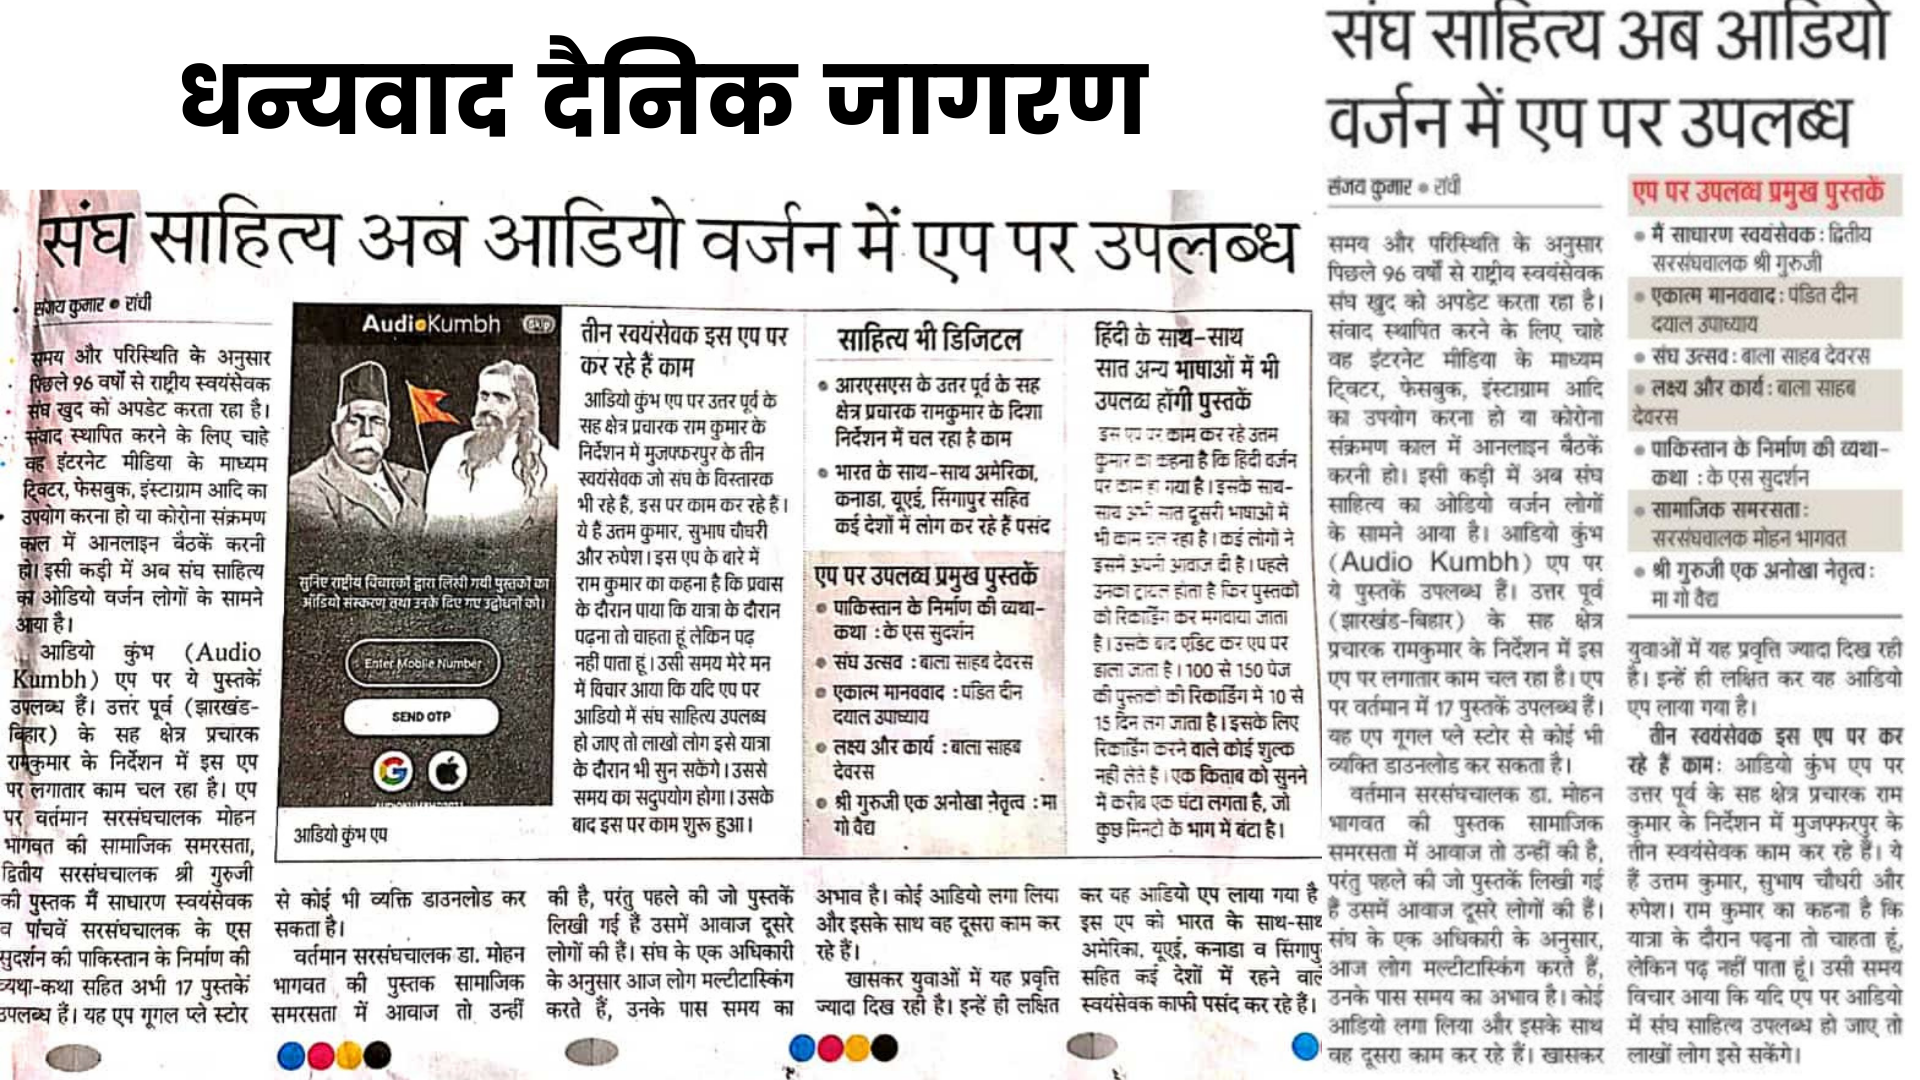 धन्यवाद दैनिक जागरण
संघ साहित्य अब आडियो वर्जन में एप पर उपलब्ध
संजय कुमार ● रांची
समय और परिस्थिति के अनुसार
पिछले 96 वर्षों से राष्ट्रीय स्वयंसेवक
संघ खुद को अपडेट करता रहा है।
संवाद स्थापित करने के लिए चाहे
वह इंटरनेट मीडिया के माध्यम
ट्विटर, फेसबुक, इंस्टाग्राम आदि का
उपयोग करना हो या कोरोना संक्रमण
काल में आनलाइन बैठकें करनी
हो। इसी कड़ी में अब संघ साहित्य
का ओडियो वर्जन लोगों के सामने
आया है।
आडियो कुंभ (Audio
Kumbh) एप पर ये पुस्तकें
उपलब्ध हैं। उत्तर पूर्व (झारखंड-
बिहार) के सह क्षेत्र प्रचारक
रामकुमार के निर्देशन में इस एप
पर लगातार काम चल रहा है। एप
पर वर्तमान सरसंघचालक मोहन
भागवत की सामाजिक समरसता,
द्वितीय सरसंघचालक श्री गुरुजी
की पुस्तक मैं साधारण स्वयंसेवक
व पांचवें सरसंघचालक के एस
सुदर्शन की पाकिस्तान के निर्माण की
व्यथा-कथा सहित अभी 17 पुस्तकें
उपलब्ध हैं। यह एप गूगल प्ले स्टोर
AudioKumbh
SKIP
सुनिए राष्ट्रीय विचारकों द्वारा लिखी गयी पुस्तकों का
ऑडियो संस्करण तथा उनके दिए गए उद्बोधनों को।
Enter Mobile Number
SEND OTP
आडियो कुंभ एप
तीन स्वयंसेवक इस एप पर
कर रहे हैं काम
आडियो कुंभ एप पर उत्तर पूर्व के
सह क्षेत्र प्रचारक राम कुमार के
निर्देशन में मुजफ्फरपुर के तीन
स्वयंसेवक जो संघ के विस्तारक
भी रहे हैं, इस पर काम कर रहे हैं।
ये हैं उत्तम कुमार, सुभाष चौधरी
और रुपेश। इस एप के बारे में
राम कुमार का कहना है कि प्रवास
के दौरान पाया कि यात्रा के दौरान
पढ़ना तो चाहता हूं लेकिन पढ़
नहीं पाता हूं। उसी समय मेरे मन
में विचार आया कि यदि एप पर
आडियो में संघ साहित्य उपलब्ध
हो जाए तो लाखो लोग इसे यात्रा
के दौरान भी सुन सकेंगे। उससे
समय का सदुपयोग होगा। उसके
बाद इस पर काम शुरू हुआ।
साहित्य भी डिजिटल
● आरएसएस के उतर पूर्व के सह
क्षेत्र प्रचारक रामकुमार के दिशा
निर्देशन में चल रहा है काम
● भारत के साथ-साथ अमेरिका,
कनाडा, यूएई, सिंगापुर सहित
कई देशों में लोग कर रहे हैं पसंद
एप पर उपलब्ध प्रमुख पुस्तकें
● पाकिस्तान के निर्माण की व्यथा-
कथा : के एस सुदर्शन
● संघ उत्सव : बाला साहब देवरस
● एकात्म मानववाद : पंडित दीन
दयाल उपाध्याय
● लक्ष्य और कार्य : बाला साहब
देवरस
● श्री गुरुजी एक अनोखा नेतृत्व : मा
गो वैद्य
हिंदी के साथ-साथ
सात अन्य भाषाओं में भी
उपलब्ध होंगी पुस्तकें
इस एप पर काम कर रहे उत्तम
कुमार का कहना है कि हिंदी वर्जन
पर काम हो गया है। इसके साथ-
साथ अभी सात दूसरी भाषाओं में
भी काम चल रहा है। कई लोगों ने
इसमें अपनी आवाज दी है। पहले
उनका ट्रायल होता है फिर पुस्तकों
को रिकार्डिंग कर मगवाया जाता
है। उसके बाद एडिट कर एप पर
डाला जाता है। 100 से 150 पेज
की पुस्तकों की रिकार्डिंग में 10 से
15 दिन लग जाता है। इसके लिए
रिकार्डिंग करने वाले कोई शुल्क
नहीं लेते हैं। एक किताब को सुनने
में करीब एक घंटा लगता है, जो
कुछ मिनटों के भाग में बंटा है।
से कोई भी व्यक्ति डाउनलोड कर
सकता है।
वर्तमान सरसंघचालक डा. मोहन
भागवत की पुस्तक सामाजिक
समरसता में आवाज तो उन्हीं
की है, परंतु पहले की जो पुस्तकें
लिखी गई हैं उसमें आवाज दूसरे
लोगों की हैं। संघ के एक अधिकारी
के अनुसार आज लोग मल्टीटास्किंग
करते हैं, उनके पास समय का
अभाव है। कोई आडियो लगा लिया
और इसके साथ वह दूसरा काम कर
रहे हैं।
खासकर युवाओं में यह प्रवृत्ति
ज्यादा दिख रही है। इन्हें ही लक्षित
कर यह आडियो एप लाया गया है
इस एप को भारत के साथ-साथ
अमेरिका, यूएई, कनाडा व सिंगापु
सहित कई देशों में रहने वाले
स्वयंसेवक काफी पसंद कर रहे हैं।
संघ साहित्य अब आडियो
वर्जन में एप पर उपलब्ध
संजय कुमार ● रांची
समय और परिस्थिति के अनुसार
पिछले 96 वर्षों से राष्ट्रीय स्वयंसेवक
संघ खुद को अपडेट करता रहा है।
संवाद स्थापित करने के लिए चाहे
वह इंटरनेट मीडिया के माध्यम
ट्विटर, फेसबुक, इंस्टाग्राम आदि
का उपयोग करना हो या कोरोना
संक्रमण काल में आनलाइन बैठकें
करनी हो। इसी कड़ी में अब संघ
साहित्य का ओडियो वर्जन लोगों
के सामने आया है। आडियो कुंभ
(Audio Kumbh) एप पर
ये पुस्तकें उपलब्ध हैं। उत्तर पूर्व
(झारखंड-बिहार) के सह क्षेत्र
प्रचारक रामकुमार के निर्देशन में इस
एप पर लगातार काम चल रहा है। एप
पर वर्तमान में 17 पुस्तकें उपलब्ध हैं।
यह एप गूगल प्ले स्टोर से कोई भी
व्यक्ति डाउनलोड कर सकता है।
वर्तमान सरसंघचालक डा. मोहन
भागवत की पुस्तक सामाजिक
समरसता में आवाज तो उन्हीं की है,
परंतु पहले की जो पुस्तकें लिखी गई
हैं उसमें आवाज दूसरे लोगों की हैं।
संघ के एक अधिकारी के अनुसार,
आज लोग मल्टीटास्किंग करते हैं,
उनके पास समय का अभाव है। कोई
आडियो लगा लिया और इसके साथ
वह दूसरा काम कर रहे हैं। खासकर
एप पर उपलब्ध प्रमुख पुस्तकें
● मैं साधारण स्वयंसेवक : द्वितीय
सरसंघचालक श्री गुरुजी
● एकात्म मानववाद : पंडित दीन
दयाल उपाध्याय
● संघ उत्सव : बाला साहब देवरस
● लक्ष्य और कार्य : बाला साहब
देवरस
● पाकिस्तान के निर्माण की व्यथा-
कथा : के एस सुदर्शन
● सामाजिक समरसता :
सरसंघचालक मोहन भागवत
● श्री गुरुजी एक अनोखा नेतृत्व :
मा गो वैद्य
युवाओं में यह प्रवृत्ति ज्यादा दिख रही
है। इन्हें ही लक्षित कर यह आडियो
एप लाया गया है।
तीन स्वयंसेवक इस एप पर कर
रहे हैं काम: आडियो कुंभ एप पर
उत्तर पूर्व के सह क्षेत्र प्रचारक राम
कुमार के निर्देशन में मुजफ्फरपुर के
तीन स्वयंसेवक काम कर रहे हैं। ये
हैं उत्तम कुमार, सुभाष चौधरी और
रुपेश। राम कुमार का कहना है कि
यात्रा के दौरान पढ़ना तो चाहता हूं,
लेकिन पढ़ नहीं पाता हूं। उसी समय
विचार आया कि यदि एप पर आडियो
में संघ साहित्य उपलब्ध हो जाए तो
लाखों लोग इसे सकेंगे।